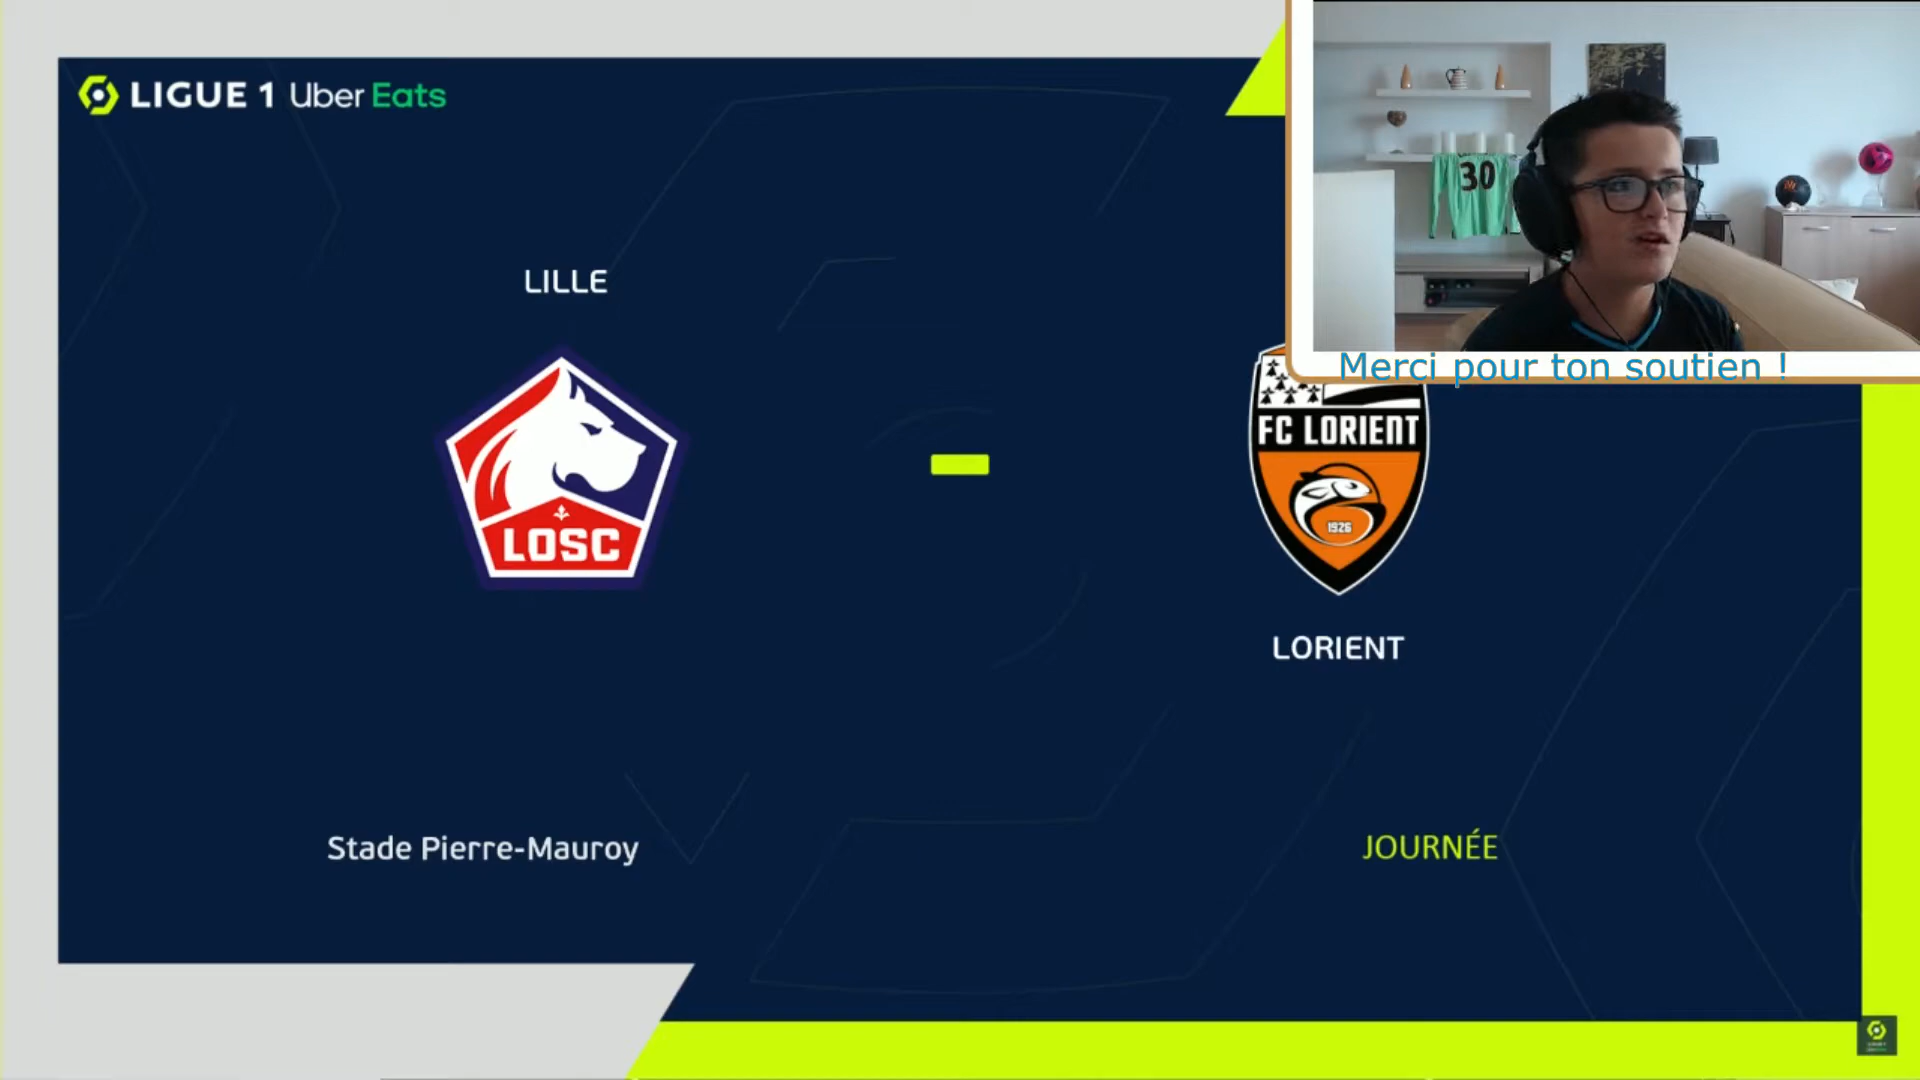 LIGUE 1 Uber Eats
30
Merci pour ton soutien !
LILLE
LOSC
FC LORIENT
1926
LORIENT
Stade Pierre-Mauroy
JOURNÉE